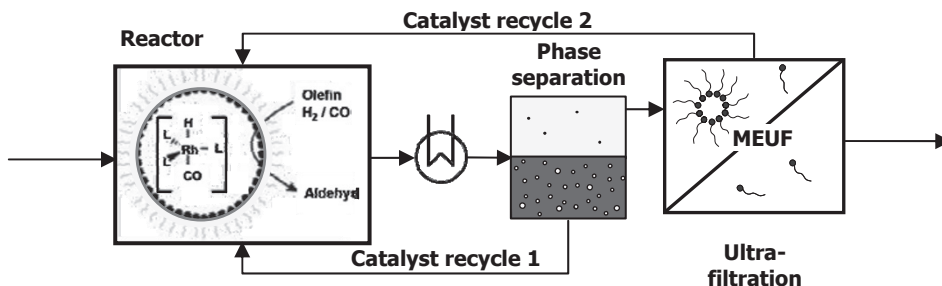 Catalyst recycle 2
Reactor
Phase
separation
Olefin
H₂ / CO
H
L
Rh
L
L
CO
Aldehyd
MEUF
Catalyst recycle 1
Ultra-
filtration